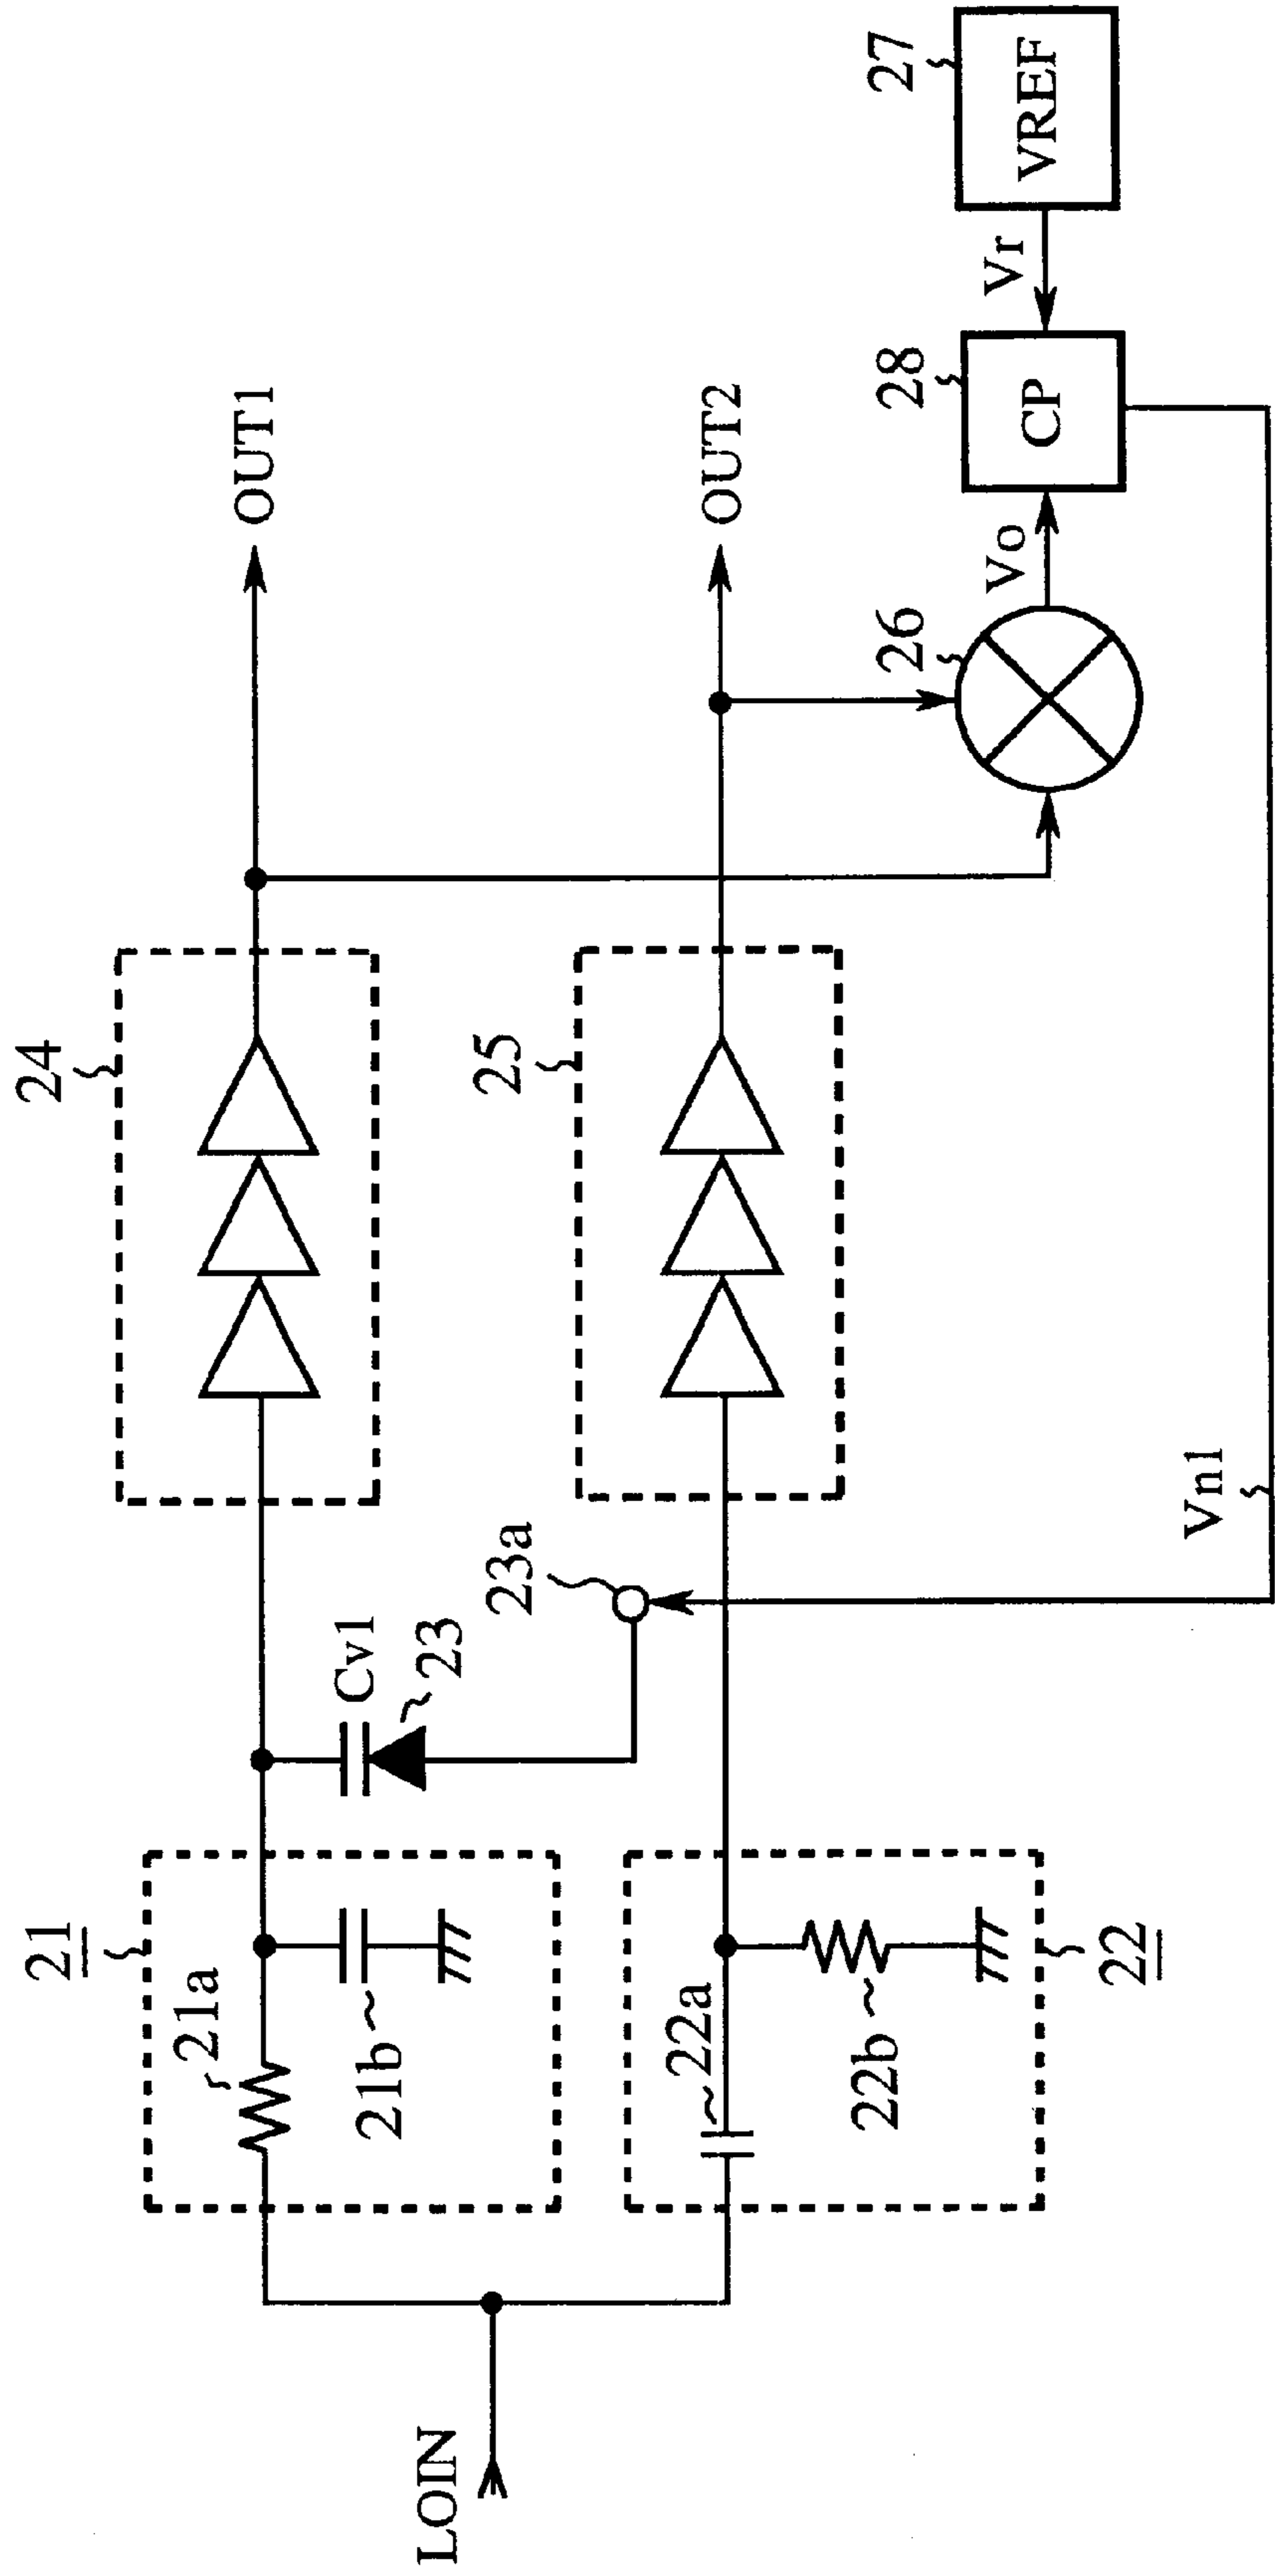 LOIN
21
21a
21b
22
22a
22b
Cv1
23
23a
24
25
OUT1
OUT2
26
Vo
28
CP
Vr
27
VREF
Vn1